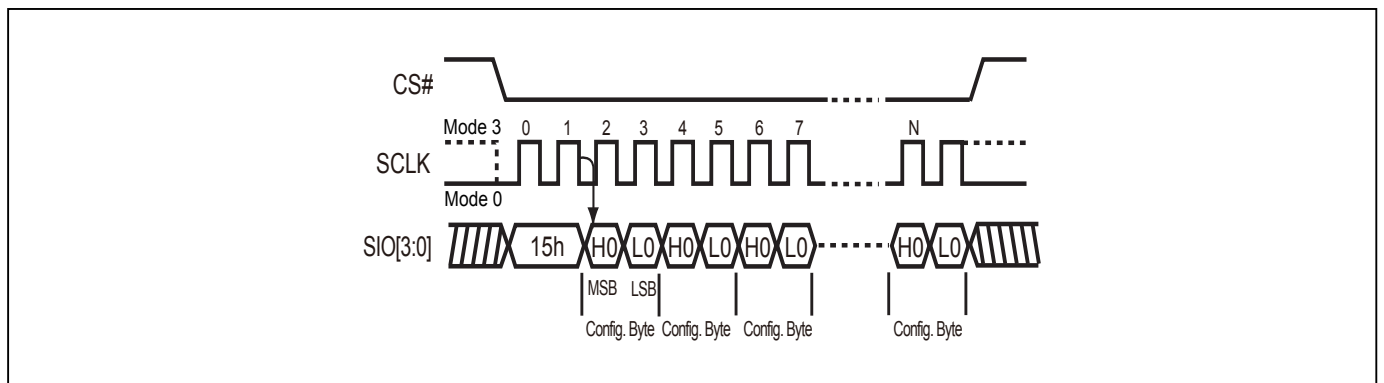 CS#
Mode 3 0 1 2 3 4 5 6 7 N
SCLK
Mode 0
SIO[3:0] 15h H0 L0 H0 L0 H0 L0 H0 L0
MSB LSB
Config. Byte Config. Byte Config. Byte Config. Byte